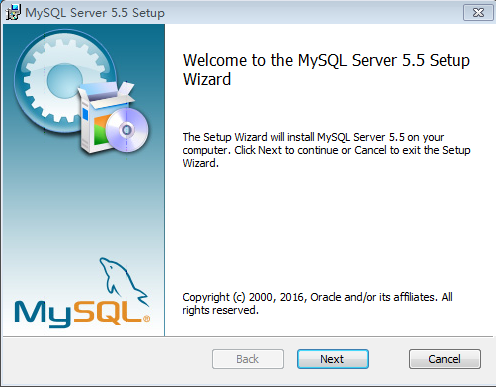 MySQL Server 5.5 Setup
Welcome to the MySQL Server 5.5 Setup
Wizard
The Setup Wizard will install MySQL Server 5.5 on your
computer. Click Next to continue or Cancel to exit the Setup
Wizard.
MySQL®
Copyright (c) 2000, 2016, Oracle and/or its affiliates. All
rights reserved.
Back
Next
Cancel